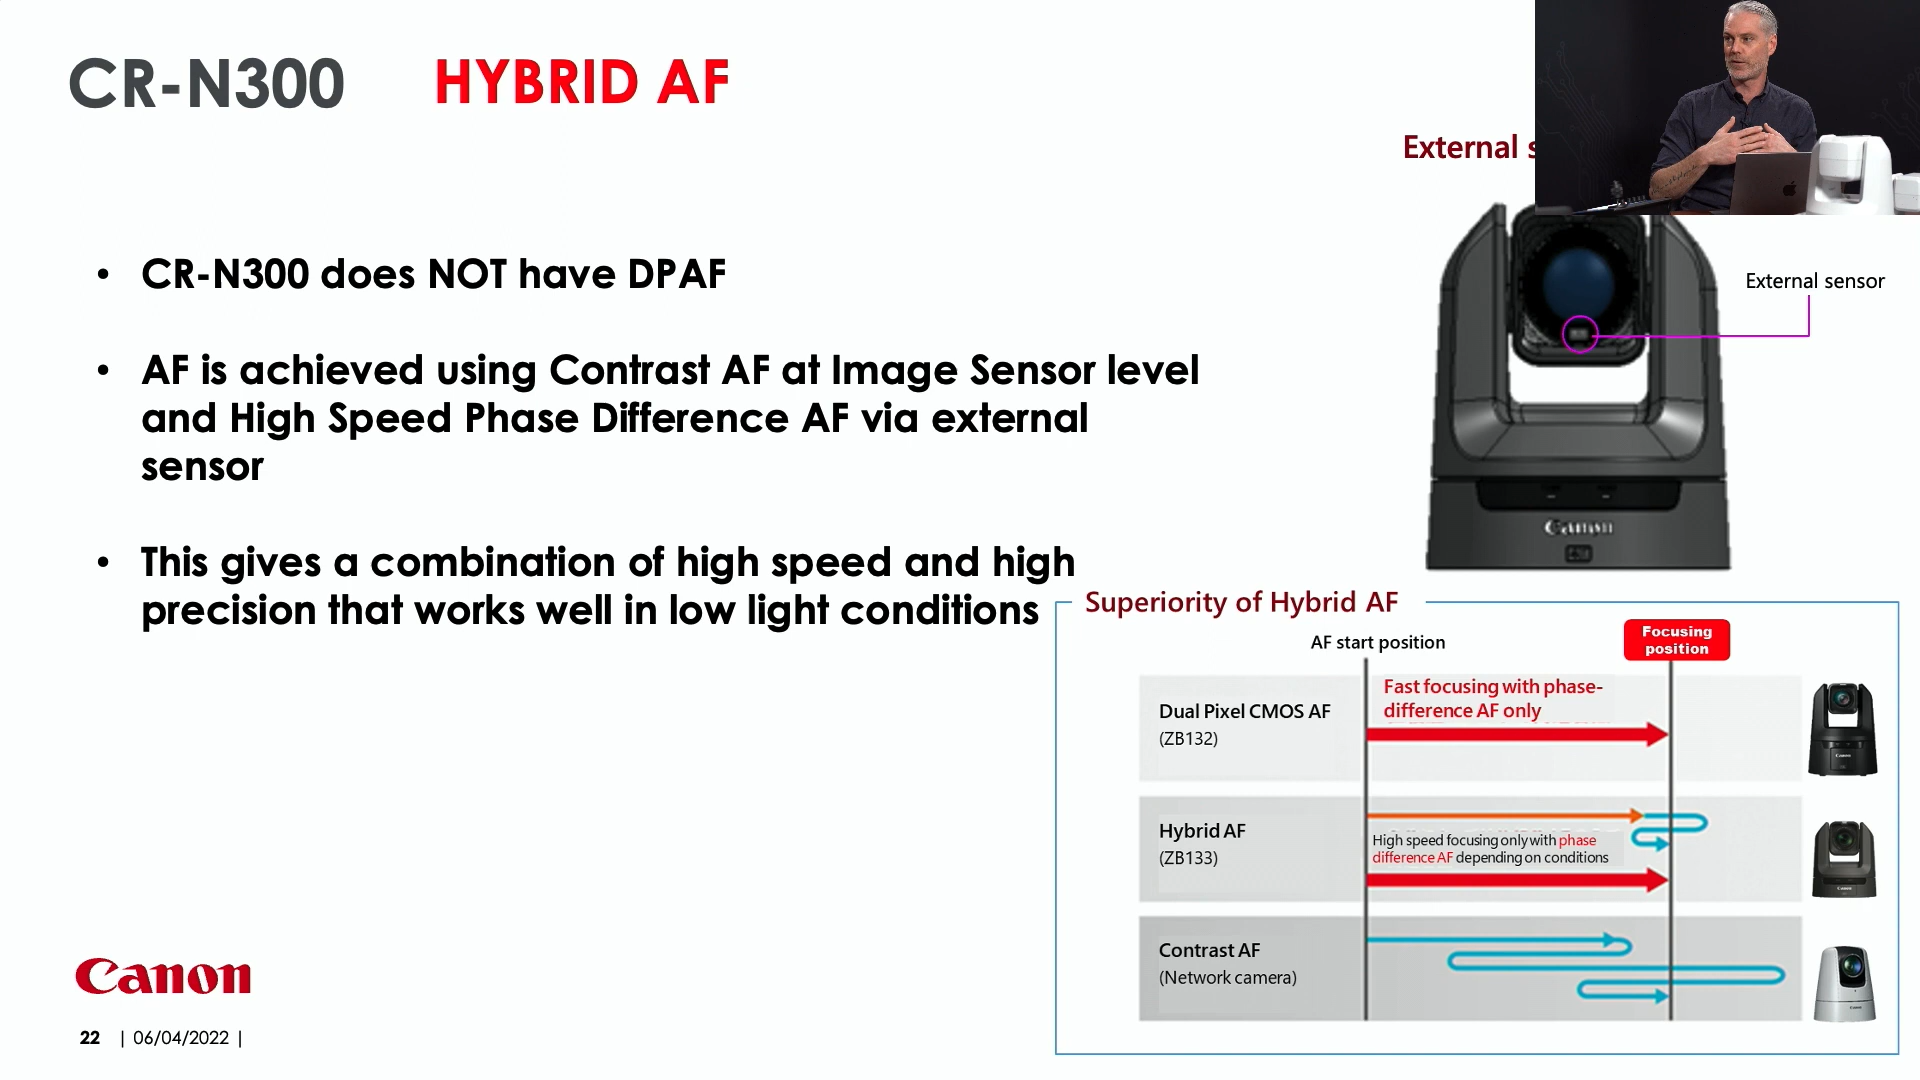 CR-N300 HYBRID AF
External
External sensor
• CR-N300 does NOT have DPAF
• AF is achieved using Contrast AF at Image Sensor level
and High Speed Phase Difference AF via external
sensor
• This gives a combination of high speed and high
precision that works well in low light conditions
Canon
Superiority of Hybrid AF
AF start position
Focusing
position
Dual Pixel CMOS AF
(ZB132)
Fast focusing with phase-
difference AF only
Hybrid AF
(ZB133)
High speed focusing only with phase
difference AF depending on conditions
Contrast AF
(Network camera)
Canon
Canon
Canon
Canon
22 | 06/04/2022 |